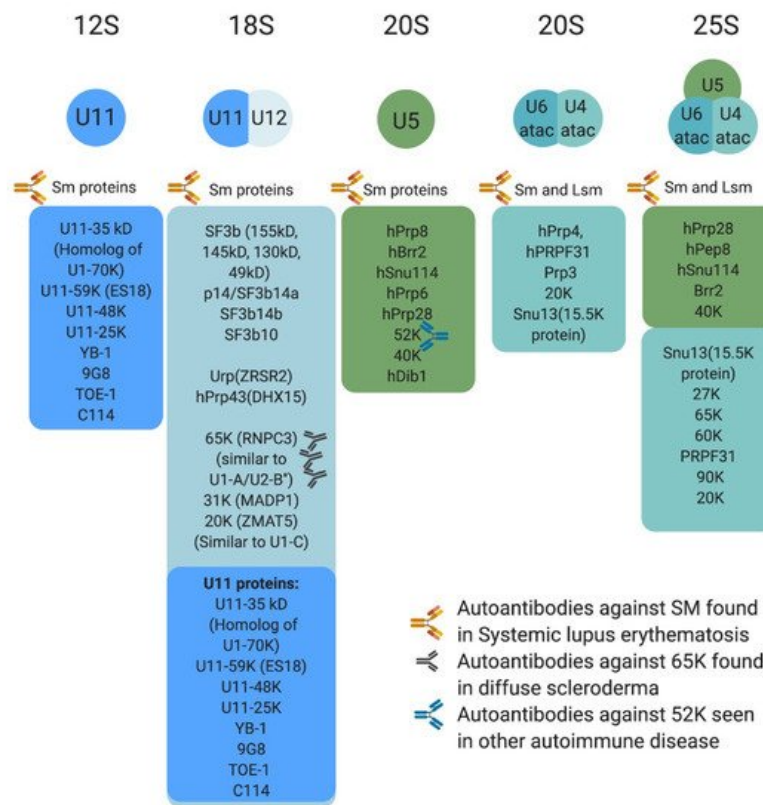 12S
18S
20S
20S
25S
U11
U11 U12
U5
U6 U4
atac atac
U5
U6 U4
atac atac
Sm proteins
Sm proteins
Sm proteins
Sm and Lsm
Sm and Lsm
U11-35 kD
(Homolog of
U1-70K)
U11-59K (ES18)
U11-48K
U11-25K
YB-1
9G8
TOE-1
C114
SF3b (155kD,
145kD, 130kD,
49kD)
p14/SF3b14a
SF3b14b
SF3b10
Urp(ZRSR2)
hPrp43(DHX15)
65K (RNPC3)
(similar to
U1-A/U2-B")
31K (MADP1)
20K (ZMAT5)
(Similar to U1-C)
U11 proteins:
U11-35 kD
(Homolog of
U1-70K)
U11-59K (ES18)
U11-48K
U11-25K
YB-1
9G8
TOE-1
C114
hPrp8
hBrr2
hSnu114
hPrp6
hPrp28
52K
40K
hDib1
hPrp4,
hPRPF31
Prp3
20K
Snu13(15.5K
protein)
hPrp28
hPep8
hSnu114
Brr2
40K
Snu13(15.5K
protein)
27K
65K
60K
PRPF31
90K
20K
Autoantibodies against SM found
in Systemic lupus erythematosis
Autoantibodies against 65K found
in diffuse scleroderma
Autoantibodies against 52K seen
in other autoimmune disease